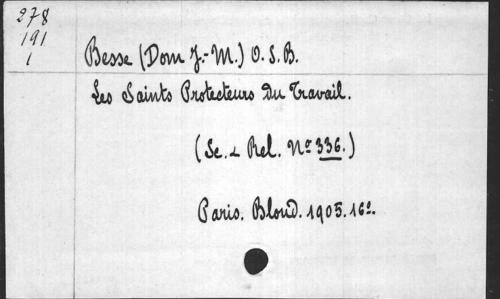 278
191
1
Besse (Dom J.-M.) O.S.B.
Les Saints Protecteurs du Travail.
(Sc. & Rel. Nº 336.)
Paris. Bloud. 1905. 16º.